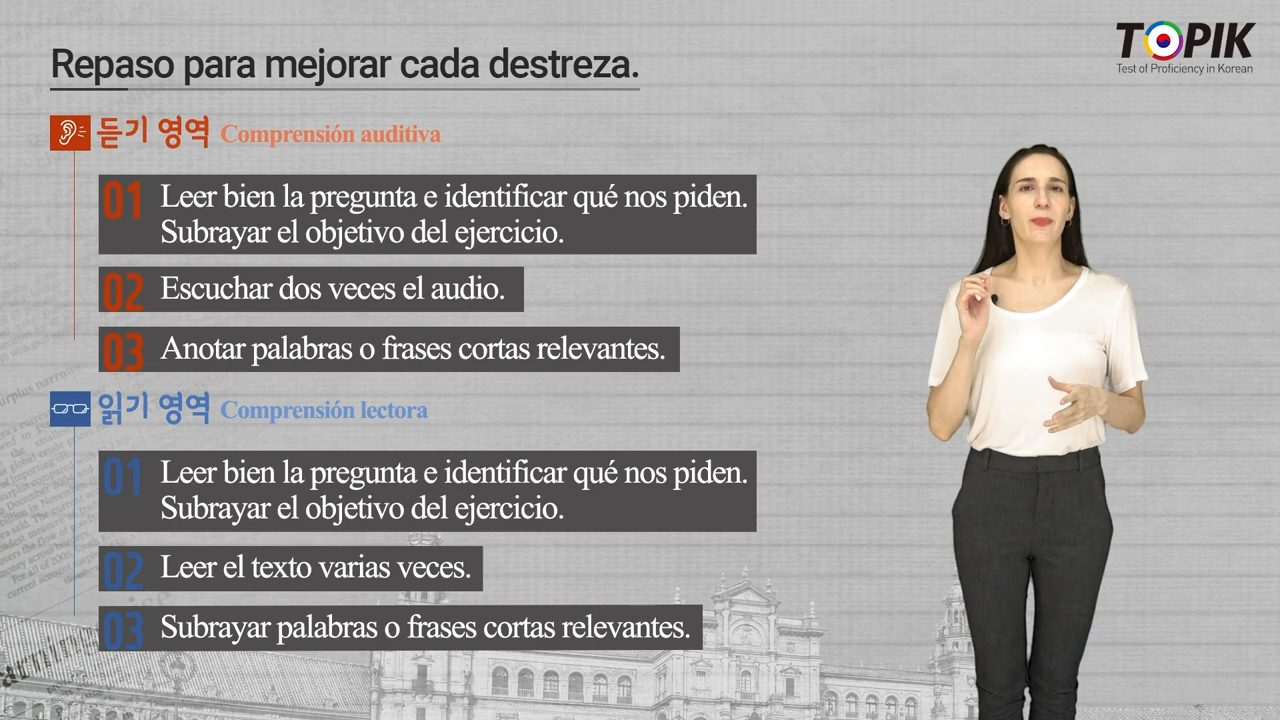 Repaso para mejorar cada destreza.
TOPIK
Test of Proficiency in Korean
듣기 영역 Comprensión auditiva
01 Leer bien la pregunta e identificar qué nos piden.
Subrayar el objetivo del ejercicio.
02 Escuchar dos veces el audio.
03 Anotar palabras o frases cortas relevantes.
읽기 영역 Comprensión lectora
01 Leer bien la pregunta e identificar qué nos piden.
Subrayar el objetivo del ejercicio.
02 Leer el texto varias veces.
03 Subrayar palabras o frases cortas relevantes.